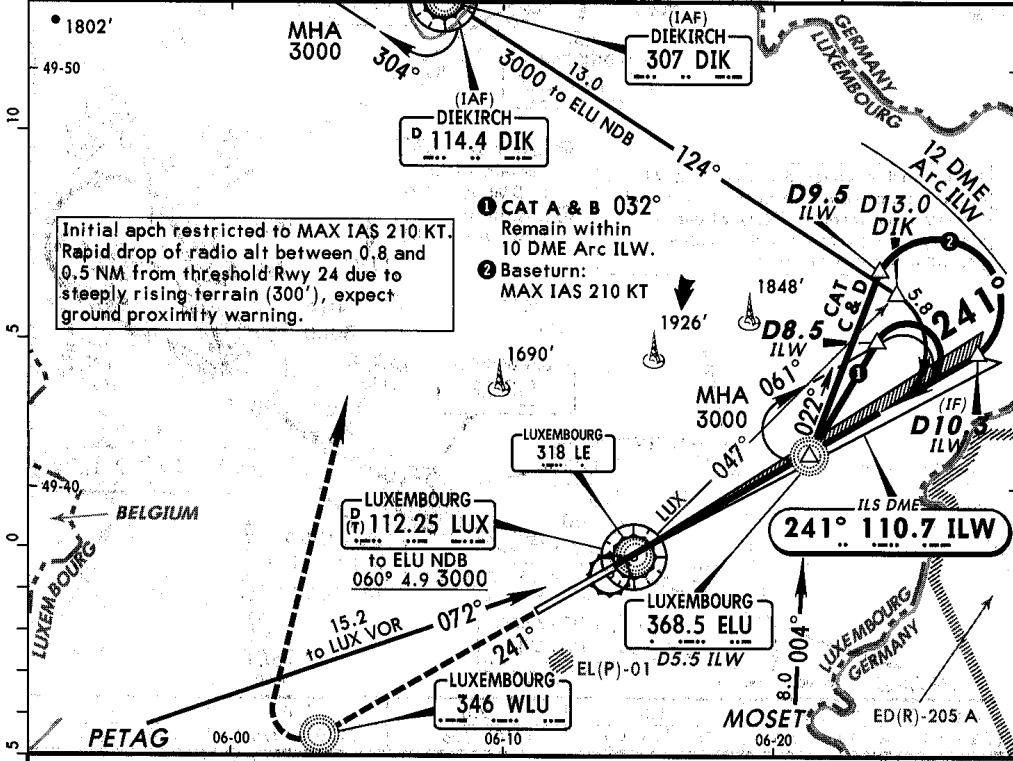 1802'
49-50
MHA
3000
304°
(IAF)
DIEKIRCH
307 DIK
(IAF)
DIEKIRCH
D 114.4 DIK
13.0
3000 to ELU NDB
124°
GERMANY
LUXEMBOURG
12 DME
Arc ILW
10
D9.5
ILW
D13.0
DIK
1 CAT A & B 032°
Remain within
10 DME Arc ILW.
2 Baseturn:
MAX IAS 210 KT
Initial apch restricted to MAX IAS 210 KT.
Rapid drop of radio alt between 0.8 and
0.5 NM from threshold Rwy 24 due to
steeply rising terrain (300'), expect
ground proximity warning.
2
CAT
C & D
5.8
241°
1848'
1926'
1690'
5
D8.5
ILW
1
MHA
3000
061°
022°
047°
LUX
(IF)
D10.3
ILW
LUXEMBOURG
318 LE
49-40
BELGIUM
LUXEMBOURG
LUXEMBOURG
D
(T) 112.25 LUX
to ELU NDB
060° 4.9 3000
ILS DME
241° 110.7 ILW
0
15.2
to LUX VOR
072°
241°
LUXEMBOURG
368.5 ELU
D5.5 ILW
EL(P)-01
LUXEMBOURG
346 WLU
8.0
004°
MOSET
LUXEMBOURG
GERMANY
ED(R)-205 A
PETAG
5
06-00
06-10
06-20